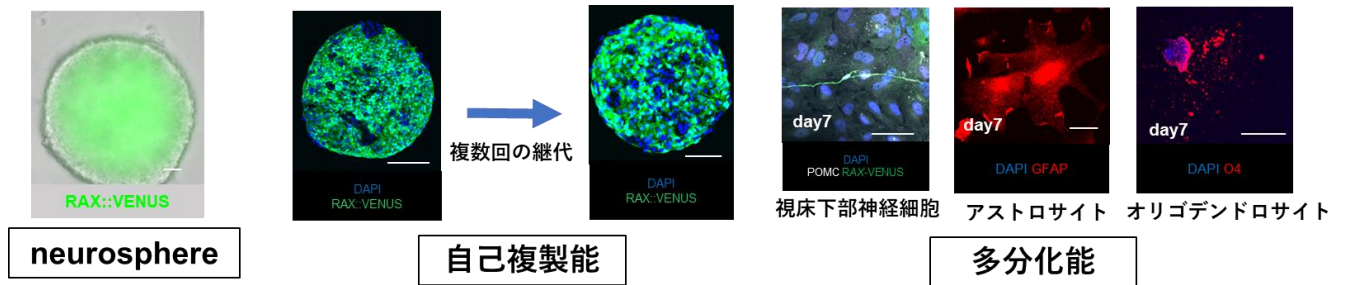 RAX::VENUS
neurosphere
DAPI
RAX::VENUS
複数回の継代
DAPI
RAX::VENUS
自己複製能
day7
DAPI
POMC RAX-VENUS
視床下部神経細胞
day7
DAPI GFAP
アストロサイト
day7
DAPI O4
オリゴデンドロサイト
多分化能